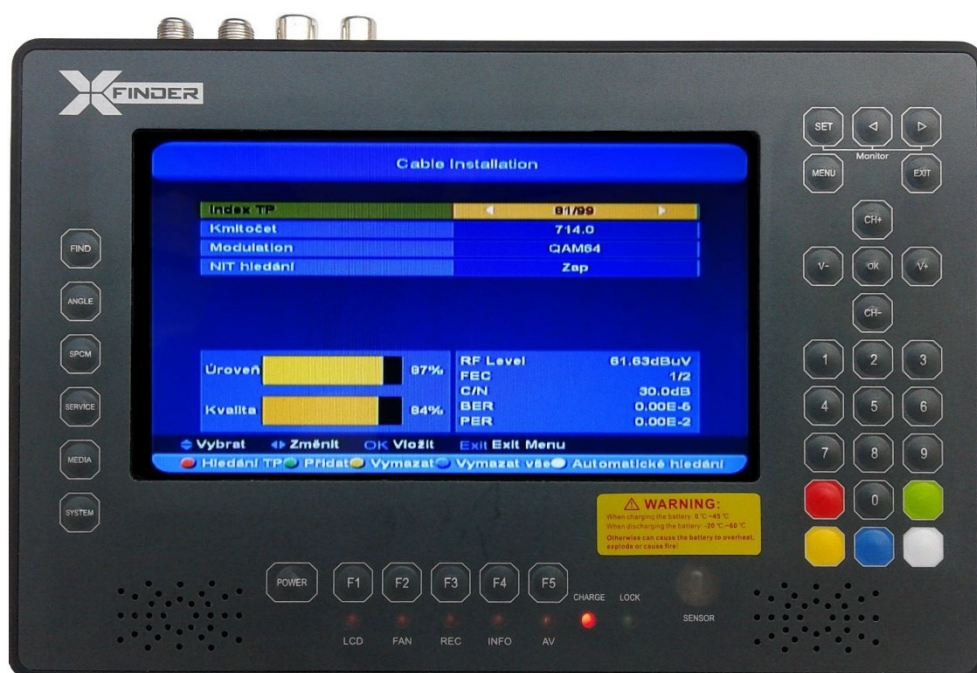 XFINDER
Cable Installation
Index TP 81/99
Kmitočet 714.0
Modulation QAM64
NIT hledání Zap
Úroveň 97%
Kvalita 94%
RF Level 61.63dBuV
FEC 1/2
C/N 30.0dB
BER 0.00E-5
PER 0.00E-2
Vybrat Změnit OK Vložit Exit Exit Menu
Hledání TP Přidat Vymazat Vymazat vše Automatické hledání
SET
Monitor
MENU EXIT
CH+
V- OK V+
CH-
1 2 3
4 5 6
7 8 9
0
FIND
ANGLE
SPCM
SERVICE
MEDIA
SYSTEM
WARNING:
When charging the battery: 0 °C~45 °C
When discharging the battery: -20 °C~60 °C
Otherwise can cause the battery to overheat,
explode or cause fire!
POWER F1 F2 F3 F4 F5
CHARGE LOCK
LCD FAN REC INFO AV
SENSOR